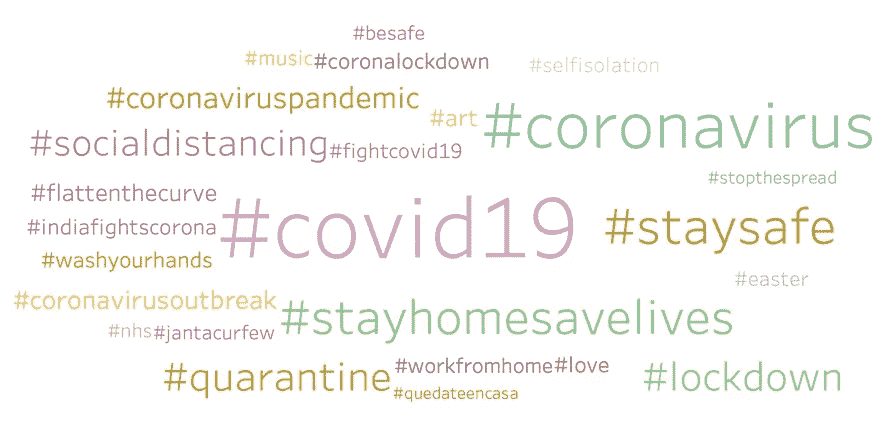 #besafe
#music #coronalockdown #selfisolation
#coronaviruspandemic
#art #coronavirus
#socialdistancing #fightcovid19
#stopthespread
#flattenthecurve
#indiafightscorona #covid19 #staysafe
#washyourhands
#easter
#coronavirusoutbreak
#stayhomesavelives
#nhs #jantacurfew
#workfromhome #love
#quarantine #lockdown
#quedateencasa